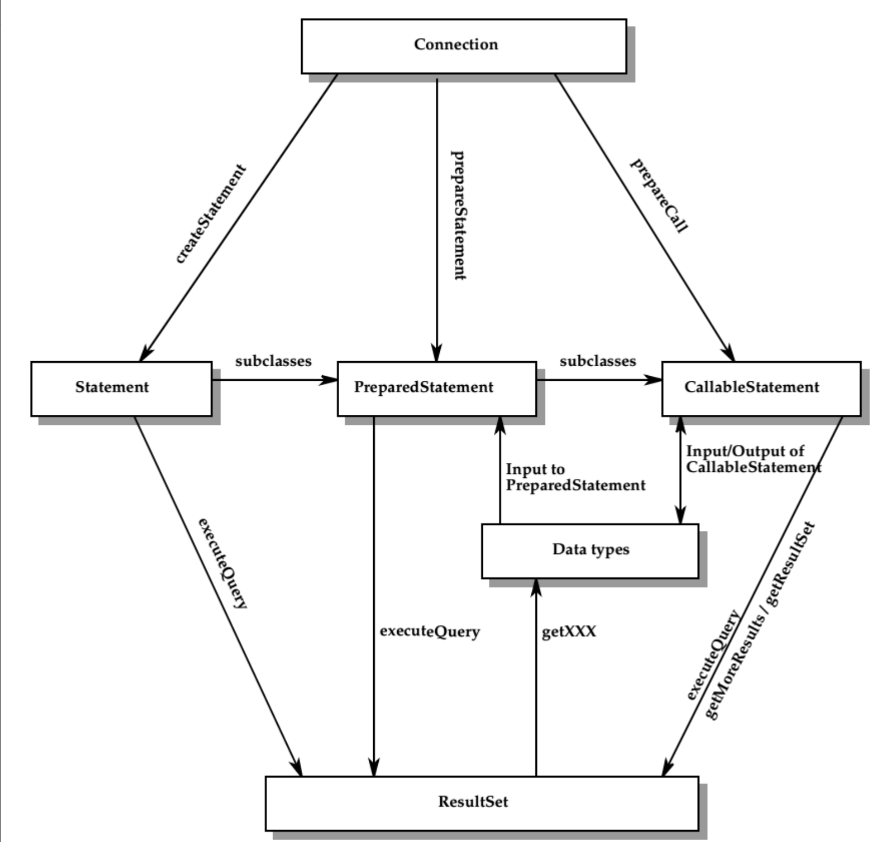 Connection
createStatement
prepareStatement
prepareCall
Statement
subclasses
PreparedStatement
subclasses
CallableStatement
Input to
PreparedStatement
Input/Output of
CallableStatement
Data types
executeQuery
executeQuery
getXXX
executeQuery
getMoreResults / getResultSet
ResultSet